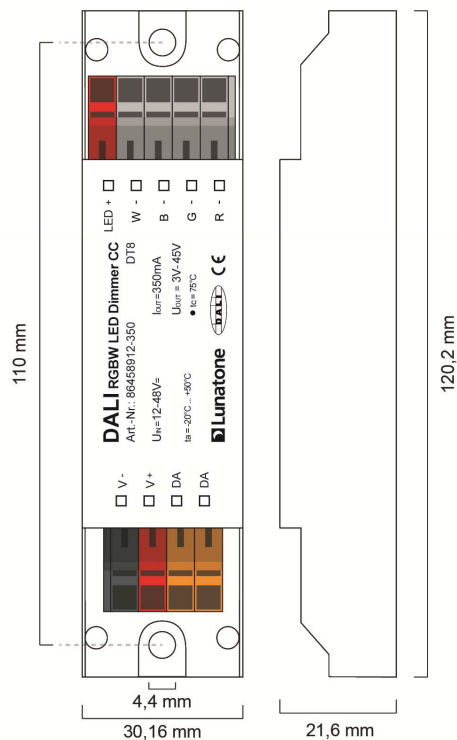 LED +
W -
B -
G -
R -
DALI RGBW LED Dimmer CC
Art.-Nr.: 86458912-350 DT8
UIN=12-48V=
IOUT=350mA
UOUT = 3V-45V
ta = -20°C ... +50°C
• tc = 75°C
Lunatone
DALI
CE
V -
V +
DA
DA
110 mm
120,2 mm
4,4 mm
30,16 mm
21,6 mm